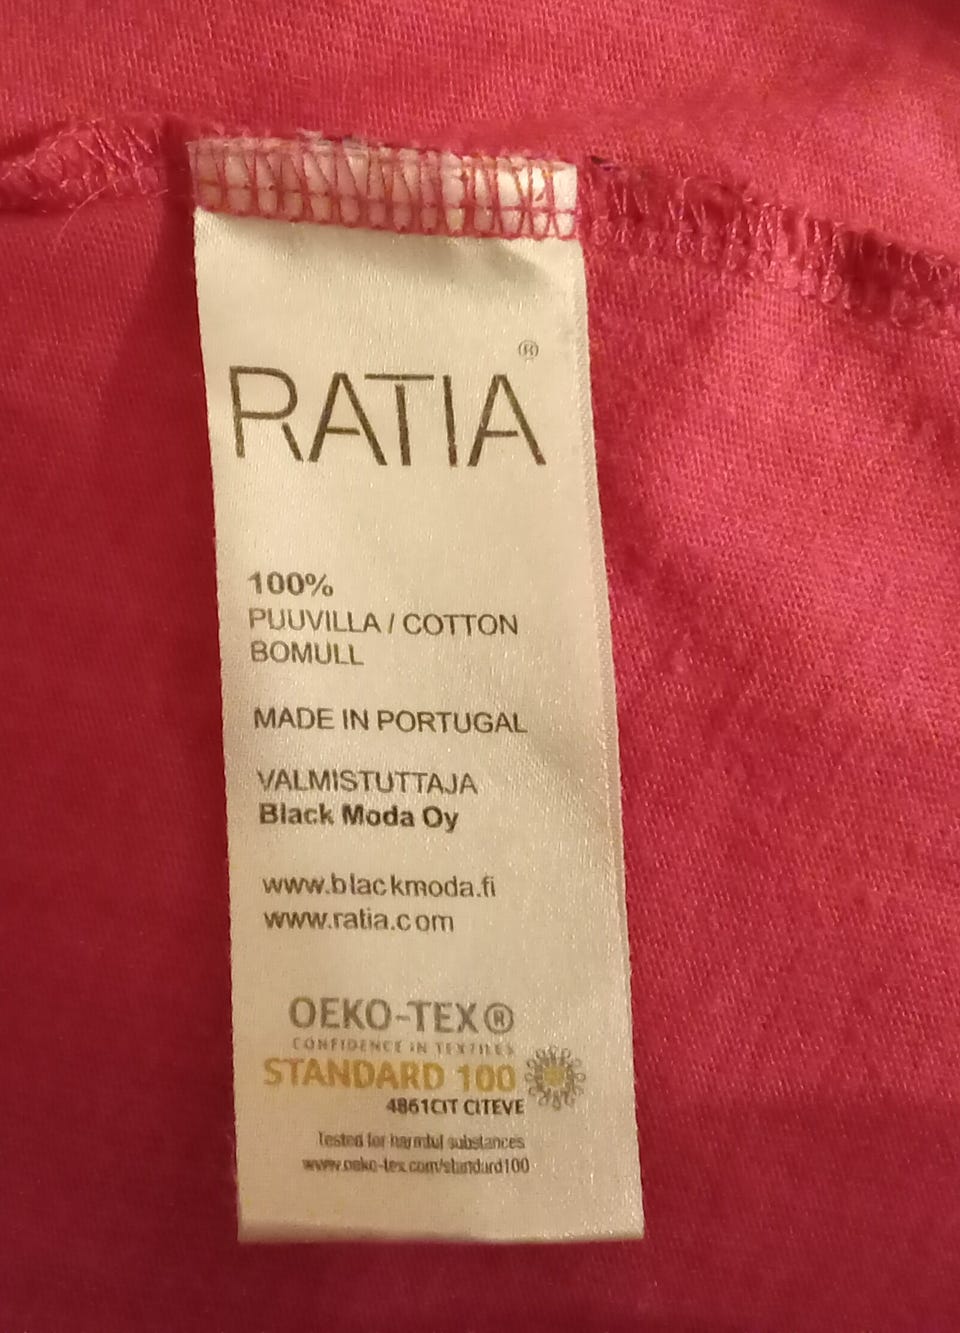 RATIA®
100%
PUUVILLA / COTTON
BOMULL
MADE IN PORTUGAL
VALMISTUTTAJA
Black Moda Oy
www.blackmoda.fi
www.ratia.com
OEKO-TEX®
CONFIDENCE IN TEXTILES
STANDARD 100
4861CIT CITEVE
Tested for harmful substances
www.oeko-tex.com/standard100